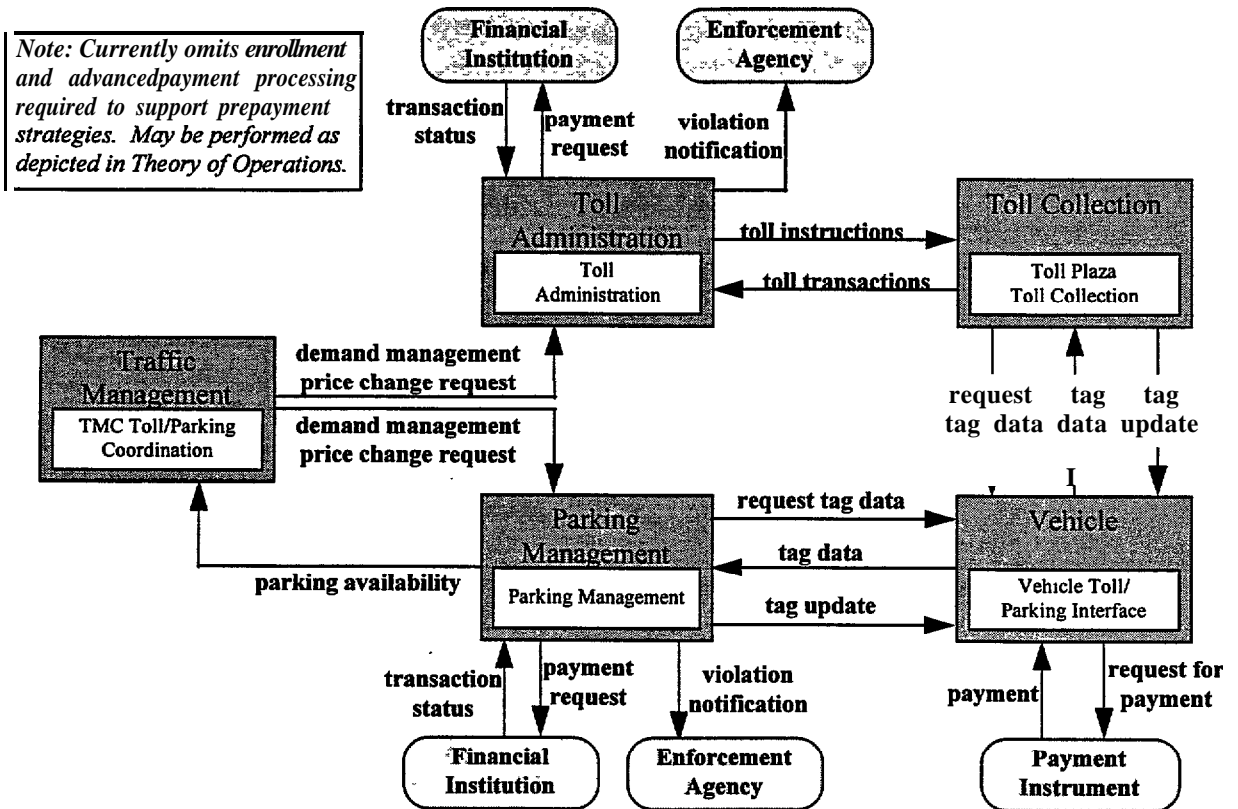 Note: Currently omits enrollment
and advancedpayment processing
required to support prepayment
strategies. May be performed as
depicted in Theory of Operations.
Financial
Institution
Enforcement
Agency
transaction
status
payment
request
violation
notification
Toll
Administration
Toll
Administration
toll instructions
toll transactions
Toll Collection
Toll Plaza
Toll Collection
Traffic
Management
TMC Toll/Parking
Coordination
demand management
price change request
demand management
price change request
request
tag data
tag
data
tag
update
I
parking availability
Parking
Management
Parking Management
request tag data
tag data
tag update
Vehicle
Vehicle Toll/
Parking Interface
transaction
status
payment
request
violation
notification
payment
request for
payment
Financial
Institution
Enforcement
Agency
Payment
Instrument